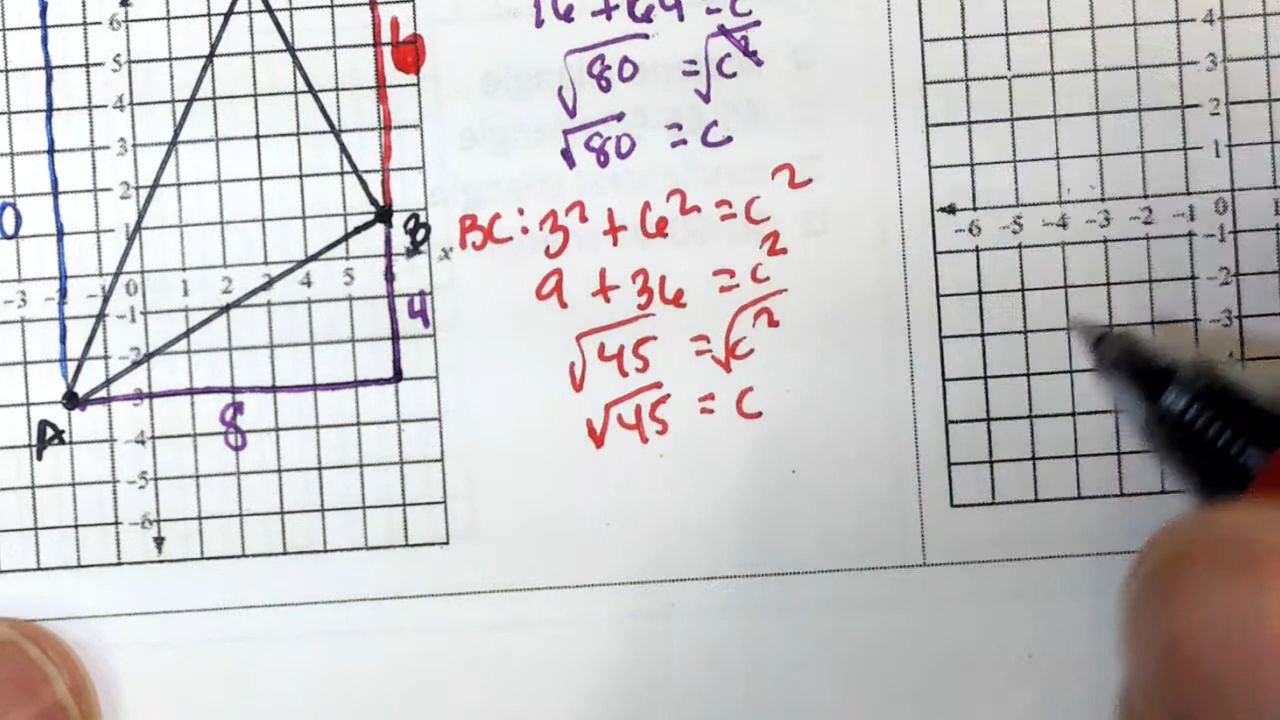 16 + 64 = c²
√80 = √c²
√80 = c
BC: 3² + 6² = c²
9 + 36 = c²
√45 = √c²
√45 = c
6
5
4
3
2
1
-3 -2 -1 0 1 2 3 4 5 6 x
-1
-2
-3
-4
-5
-6
6
0
B
4
8
A
4
3
2
1
-6 -5 -4 -3 -2 -1 0
-1
-2
-3